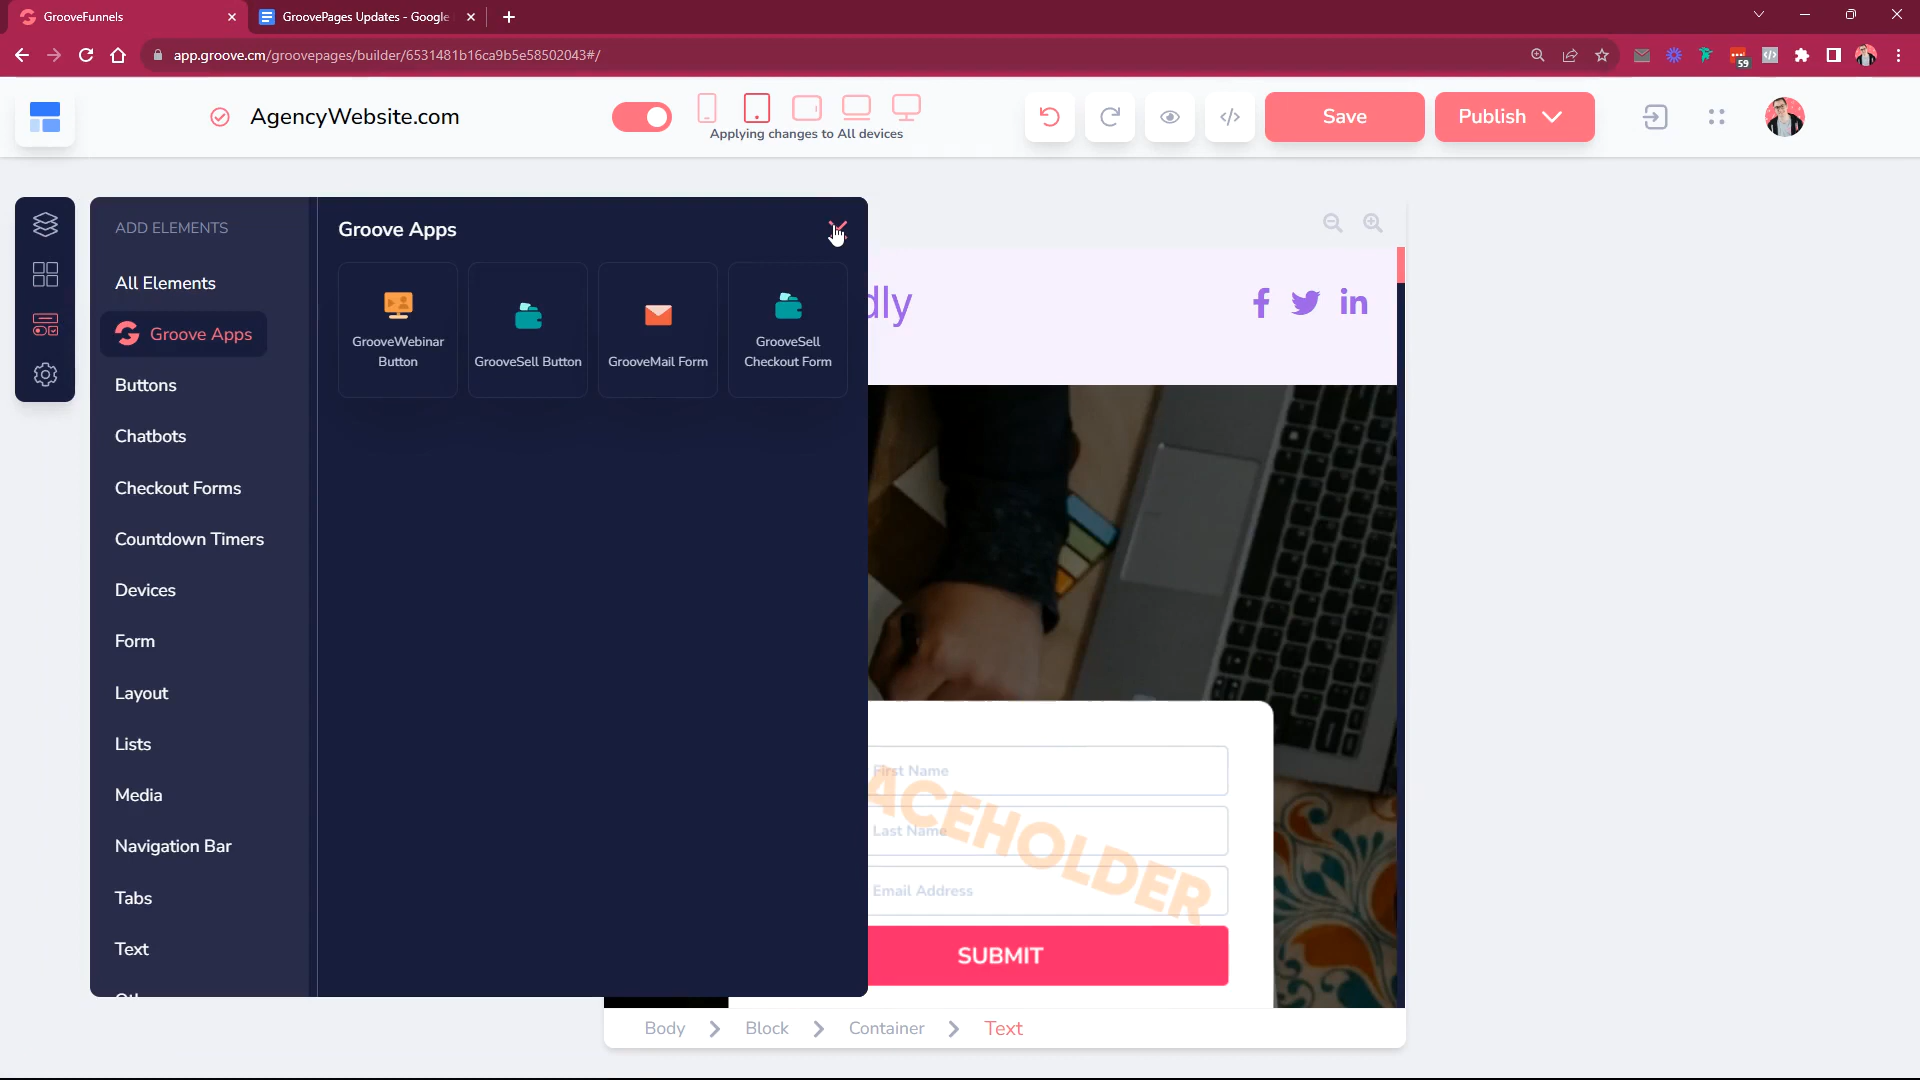 GrooveFunnels
GroovePages Updates - Google
app.groove.cm/groovepages/builder/6531481b16ca9b5e58502043#/
59
AgencyWebsite.com
Applying changes to All devices
Save
Publish
ADD ELEMENTS
All Elements
Groove Apps
Buttons
Chatbots
Checkout Forms
Countdown Timers
Devices
Form
Layout
Lists
Media
Navigation Bar
Tabs
Text
Groove Apps
GrooveWebinar
Button
GrooveSell Button
GrooveMail Form
GrooveSell
Checkout Form
dly
First Name
Last Name
Email Address
ACEHOLDER
SUBMIT
Body
Block
Container
Text